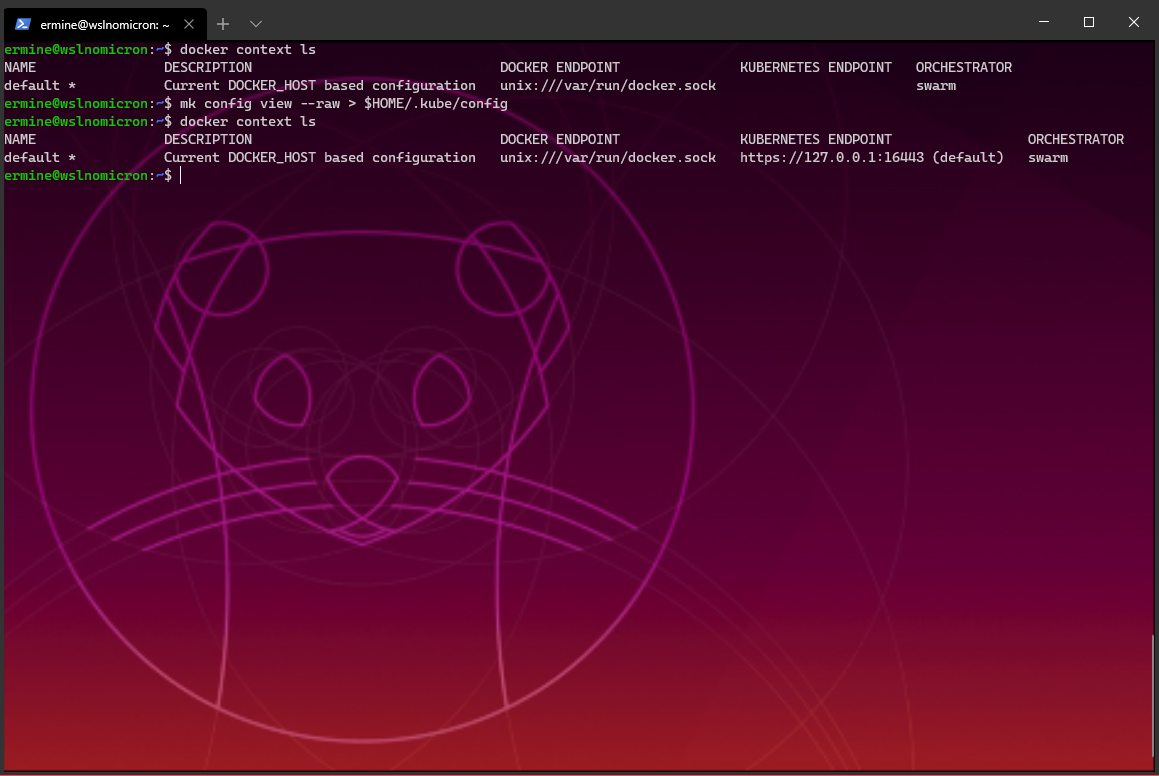 ermine@wslnomicron: ~
ermine@wslnomicron:~$ docker context ls
NAME DESCRIPTION DOCKER ENDPOINT KUBERNETES ENDPOINT ORCHESTRATOR
default * Current DOCKER_HOST based configuration unix:///var/run/docker.sock swarm
ermine@wslnomicron:~$ mk config view --raw > $HOME/.kube/config
ermine@wslnomicron:~$ docker context ls
NAME DESCRIPTION DOCKER ENDPOINT KUBERNETES ENDPOINT ORCHESTRATOR
default * Current DOCKER_HOST based configuration unix:///var/run/docker.sock https://127.0.0.1:16443 (default) swarm
ermine@wslnomicron:~$